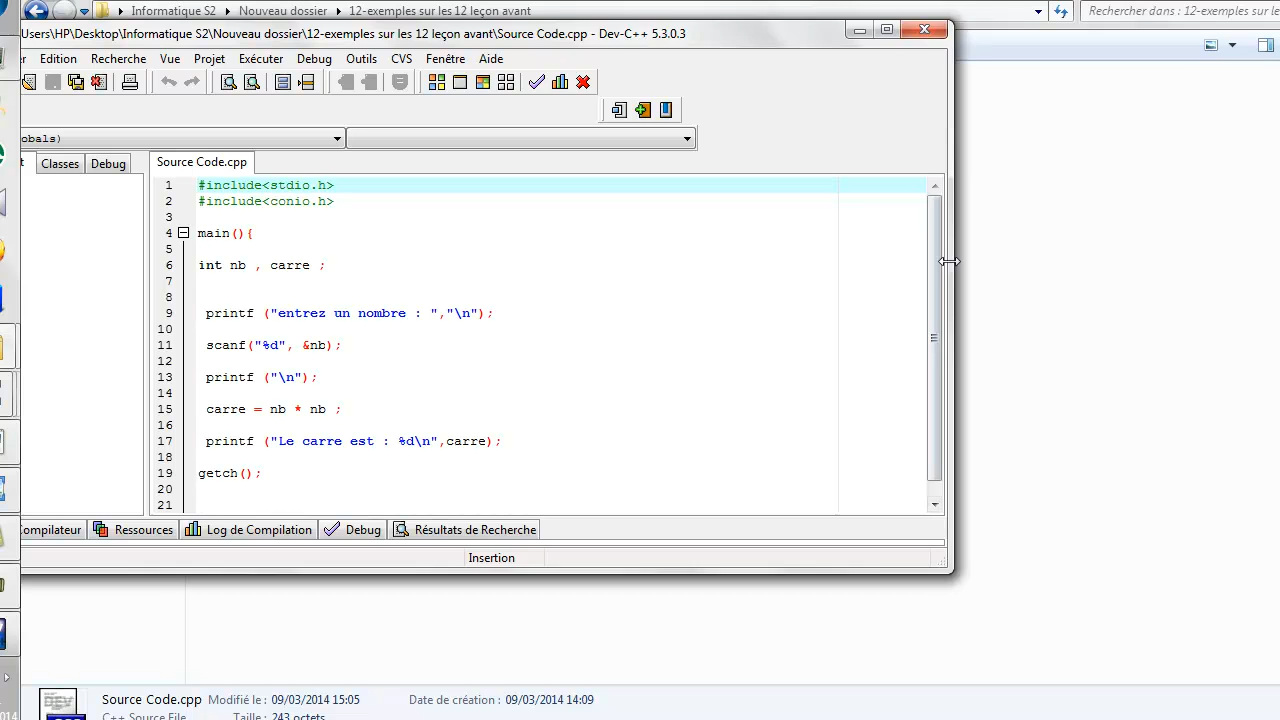 Informatique S2 Nouveau dossier 12-exemples sur les 12 leçon avant Rechercher dans : 12-exemples sur le
Users\HP\Desktop\Informatique S2\Nouveau dossier\12-exemples sur les 12 leçon avant\Source Code.cpp - Dev-C++ 5.3.0.3
Edition Recherche Vue Projet Exécuter Debug Outils CVS Fenêtre Aide
obals)
Classes Debug Source Code.cpp
1 #include<stdio.h>
2 #include<conio.h>
3
4 main(){
5
6 int nb , carre ;
7
8
9 printf ("entrez un nombre : ","\n");
10
11 scanf("%d", &nb);
12
13 printf ("\n");
14
15 carre = nb * nb ;
16
17 printf ("Le carre est : %d\n",carre);
18
19 getch();
20
21
ompilateur Ressources Log de Compilation Debug Résultats de Recherche
Insertion
Source Code.cpp Modifié le : 09/03/2014 15:05 Date de création : 09/03/2014 14:09
C++ Source File Taille : 243 octets
014